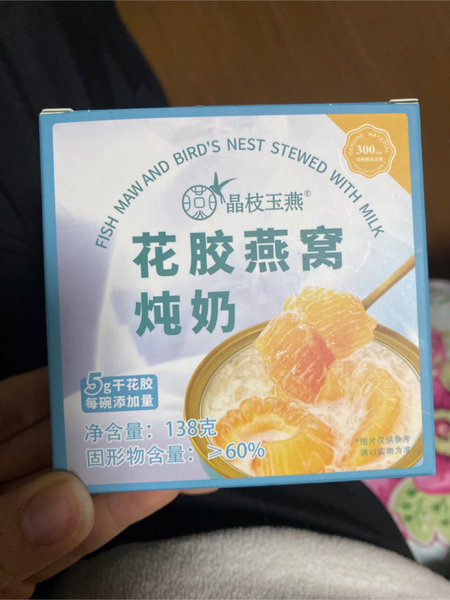 FISH MAW AND BIRD'S NEST STEWED WITH MILK
300mg
晶枝玉燕®
花胶燕窝
炖奶
5g干花胶
每碗添加量
净含量：138克
固形物含量：≥60%
*图片仅供参考
请以实物为准